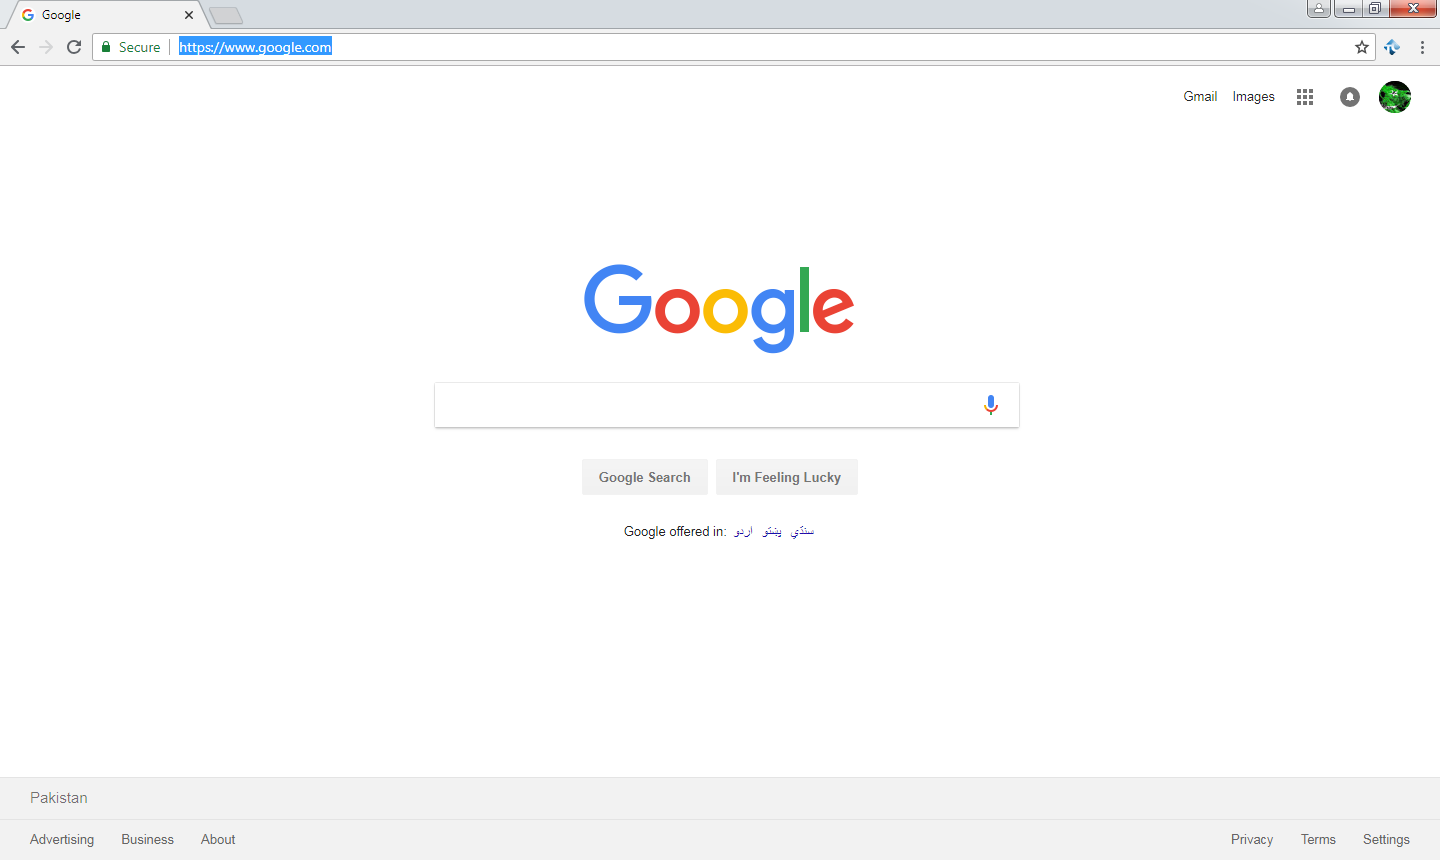 Google
Secure https://www.google.com
Gmail Images
Google
Google Search I'm Feeling Lucky
Google offered in: اردو پښتو سنڌي
Pakistan
Advertising Business About Privacy Terms Settings